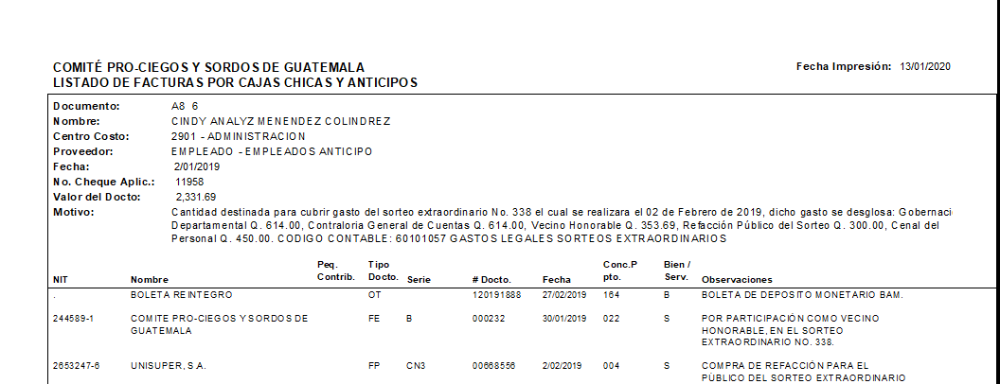 COMITÉ PRO-CIEGOS Y SORDOS DE GUATEMALA
Fecha Impresión: 13/01/2020
LISTADO DE FACTURAS POR CAJAS CHICAS Y ANTICIPOS
Documento: A8 6
Nombre: CINDY ANALYZ MENENDEZ COLINDREZ
Centro Costo: 2901 - ADMINISTRACION
Proveedor: EMPLEADO - EMPLEADOS ANTICIPO
Fecha: 2/01/2019
No. Cheque Aplic.: 11958
Valor del Docto: 2,331.69
Motivo: Cantidad destinada para cubrir gasto del sorteo extraordinario No. 338 el cual se realizara el 02 de Febrero de 2019, dicho gasto se desglosa: Gobernaci
Departamental Q. 614.00, Contraloria General de Cuentas Q. 614.00, Vecino Honorable Q. 353.69, Refacción Público del Sorteo Q. 300.00, Cenal del
Personal Q. 450.00. CODIGO CONTABLE: 60101057 GASTOS LEGALES SORTEOS EXTRAORDINARIOS
Peq. Tipo Conc.P Bien /
NIT Nombre Contrib. Docto. Serie # Docto. Fecha pto. Serv. Observaciones
. BOLETA REINTEGRO OT 120191888 27/02/2019 164 B BOLETA DE DEPOSITO MONETARIO BAM.
244589-1 COMITE PRO-CIEGOS Y SORDOS DE FE B 000232 30/01/2019 022 S POR PARTICIPACIÓN COMO VECINO
GUATEMALA HONORABLE, EN EL SORTEO
EXTRAORDINARIO NO. 338.
2653247-6 UNISUPER, S.A. FP CN3 00668556 2/02/2019 004 S COMPRA DE REFACCIÓN PARA EL
PÚBLICO DEL SORTEO EXTRAORDINARIO